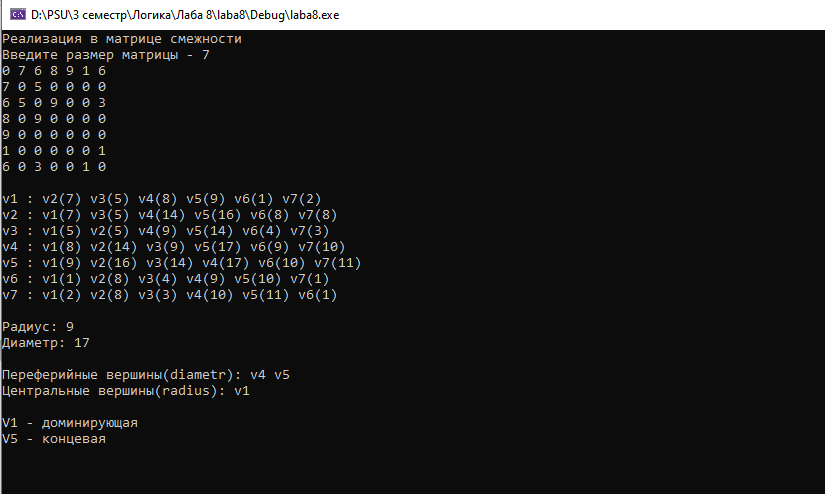 D:\PSU\3 семестр\Логика\Лаба 8\laba8\Debug\laba8.exe
Реализация в матрице смежности
Введите размер матрицы - 7
0 7 6 8 9 1 6
7 0 5 0 0 0 0
6 5 0 9 0 0 3
8 0 9 0 0 0 0
9 0 0 0 0 0 0
1 0 0 0 0 0 1
6 0 3 0 0 1 0
v1 : v2(7) v3(5) v4(8) v5(9) v6(1) v7(2)
v2 : v1(7) v3(5) v4(14) v5(16) v6(8) v7(8)
v3 : v1(5) v2(5) v4(9) v5(14) v6(4) v7(3)
v4 : v1(8) v2(14) v3(9) v5(17) v6(9) v7(10)
v5 : v1(9) v2(16) v3(14) v4(17) v6(10) v7(11)
v6 : v1(1) v2(8) v3(4) v4(9) v5(10) v7(1)
v7 : v1(2) v2(8) v3(3) v4(10) v5(11) v6(1)
Радиус: 9
Диаметр: 17
Переферийные вершины(diametr): v4 v5
Центральные вершины(radius): v1
V1 - доминирующая
V5 - концевая